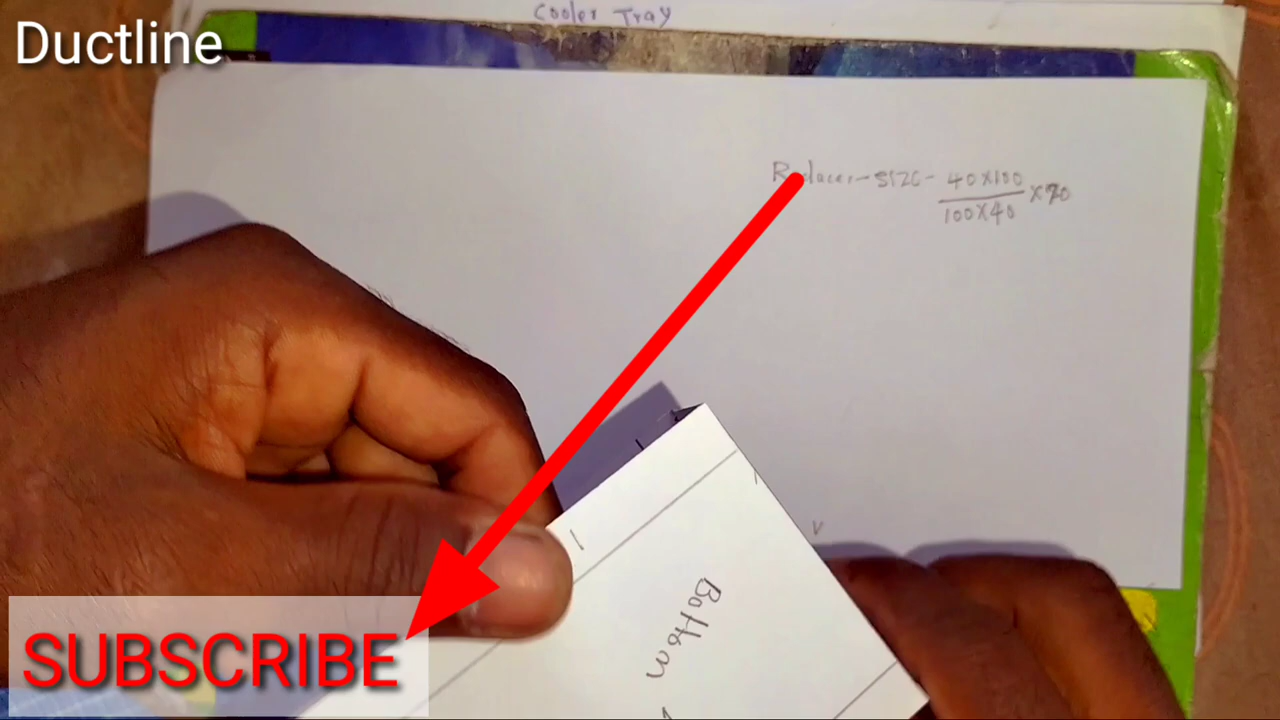 Cooler Tray
Ductline
Reducer - SIZE - 40X100
100X40 X70
Bottom
SUBSCRIBE